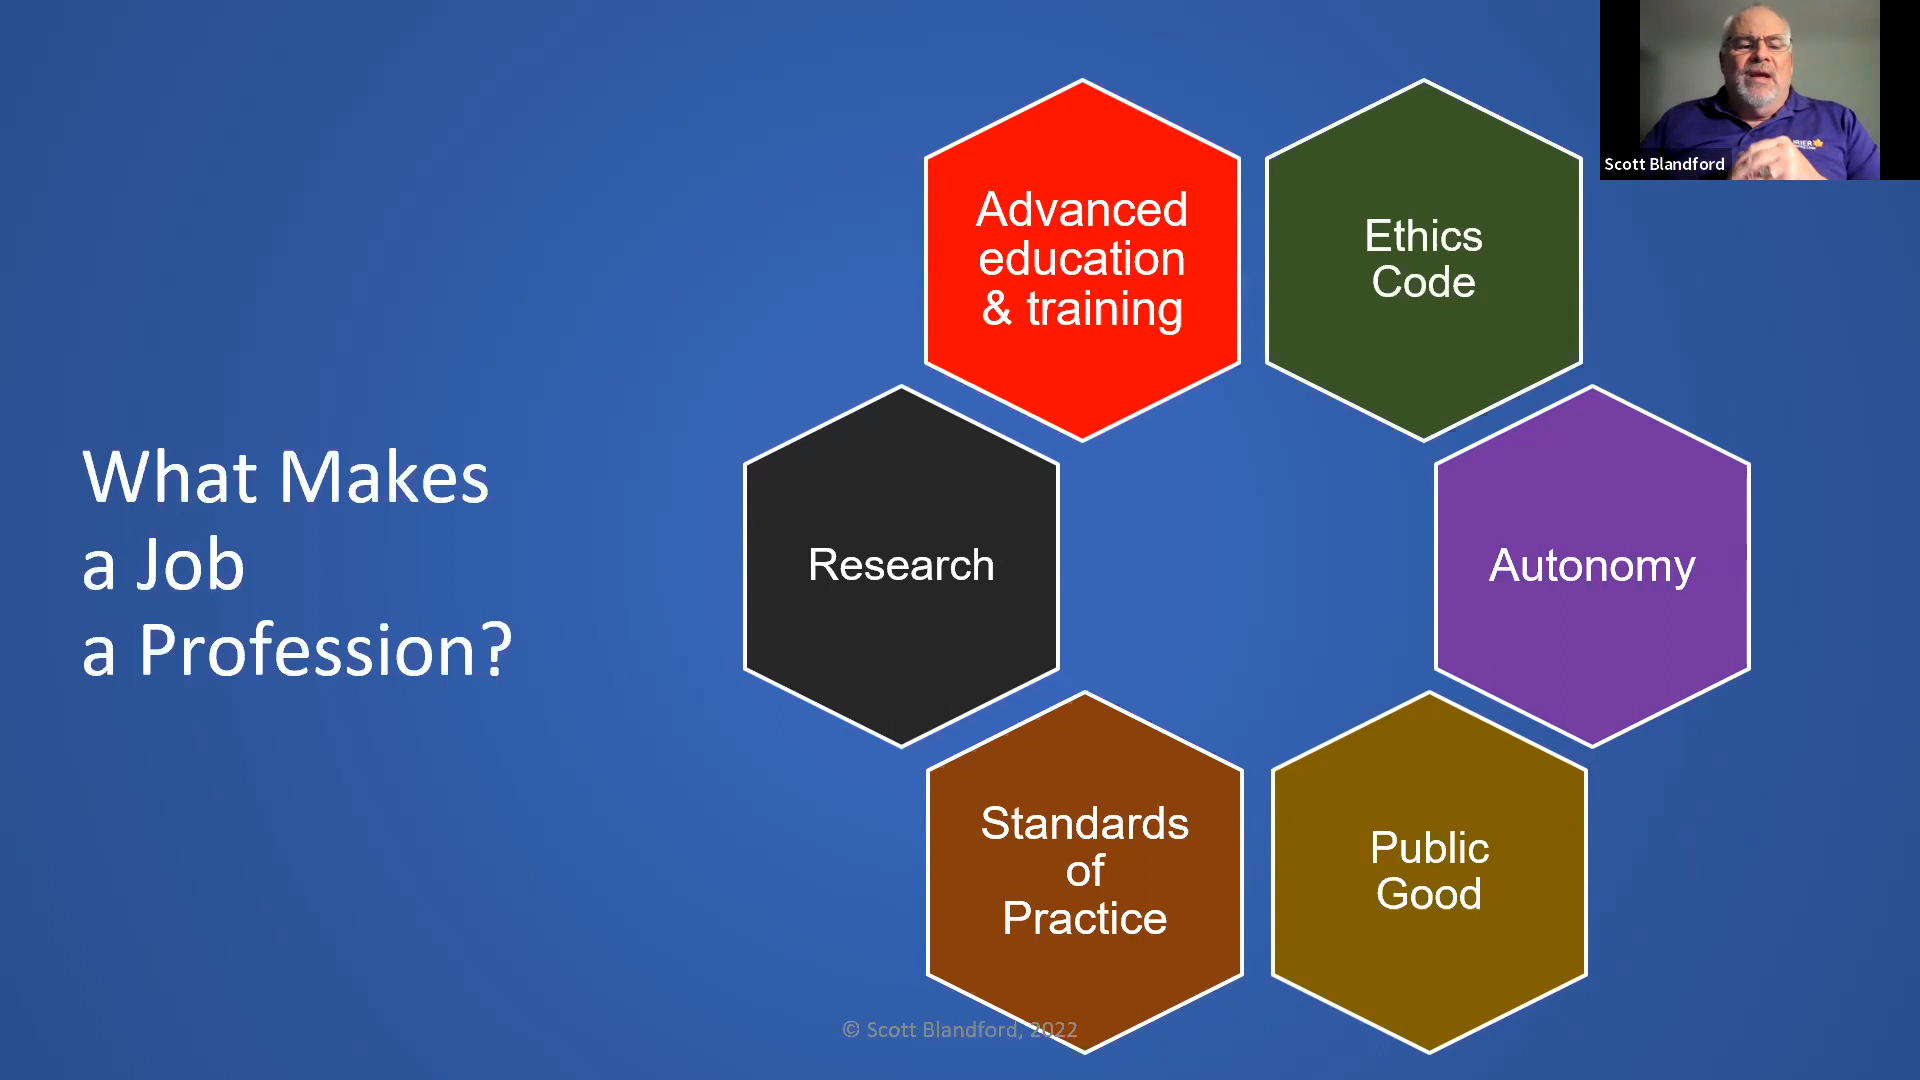 What Makes
a Job
a Profession?
Advanced
education
& training
Ethics
Code
Research
Autonomy
Standards
of
Practice
Public
Good
© Scott Blandford, 2022
Scott Blandford